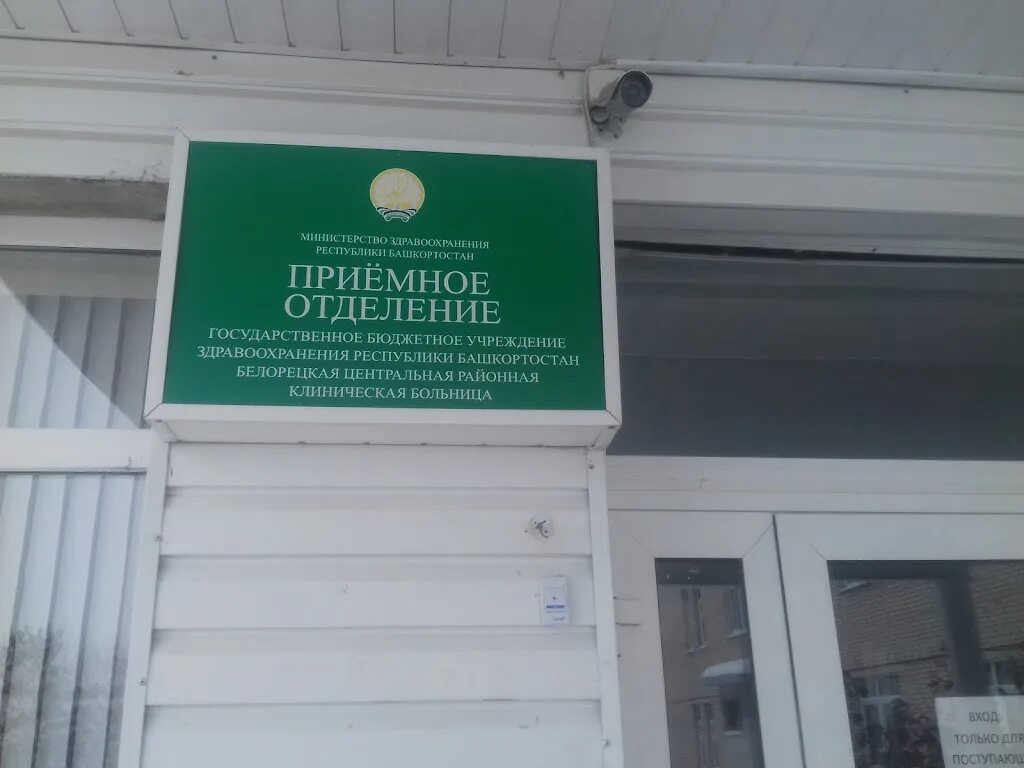 МИНИСТЕРСТВО ЗДРАВООХРАНЕНИЯ
РЕСПУБЛИКИ БАШКОРТОСТАН
ПРИЁМНОЕ
ОТДЕЛЕНИЕ
ГОСУДАРСТВЕННОЕ БЮДЖЕТНОЕ УЧРЕЖДЕНИЕ
ЗДРАВООХРАНЕНИЯ РЕСПУБЛИКИ БАШКОРТОСТАН
БЕЛОРЕЦКАЯ ЦЕНТРАЛЬНАЯ РАЙОННАЯ
КЛИНИЧЕСКАЯ БОЛЬНИЦА
ВХОД
ТОЛЬКО ДЛЯ
ПОСТУПАЮЩ